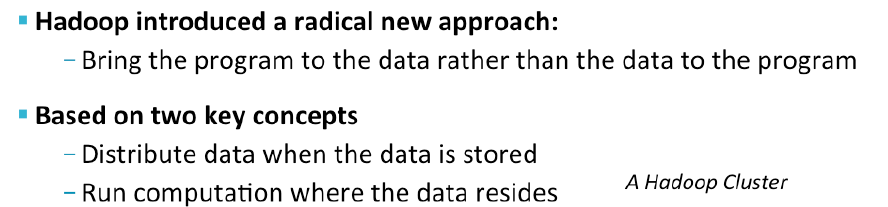 ▪ Hadoop introduced a radical new approach:
– Bring the program to the data rather than the data to the program
▪ Based on two key concepts
– Distribute data when the data is stored
– Run computation where the data resides
A Hadoop Cluster